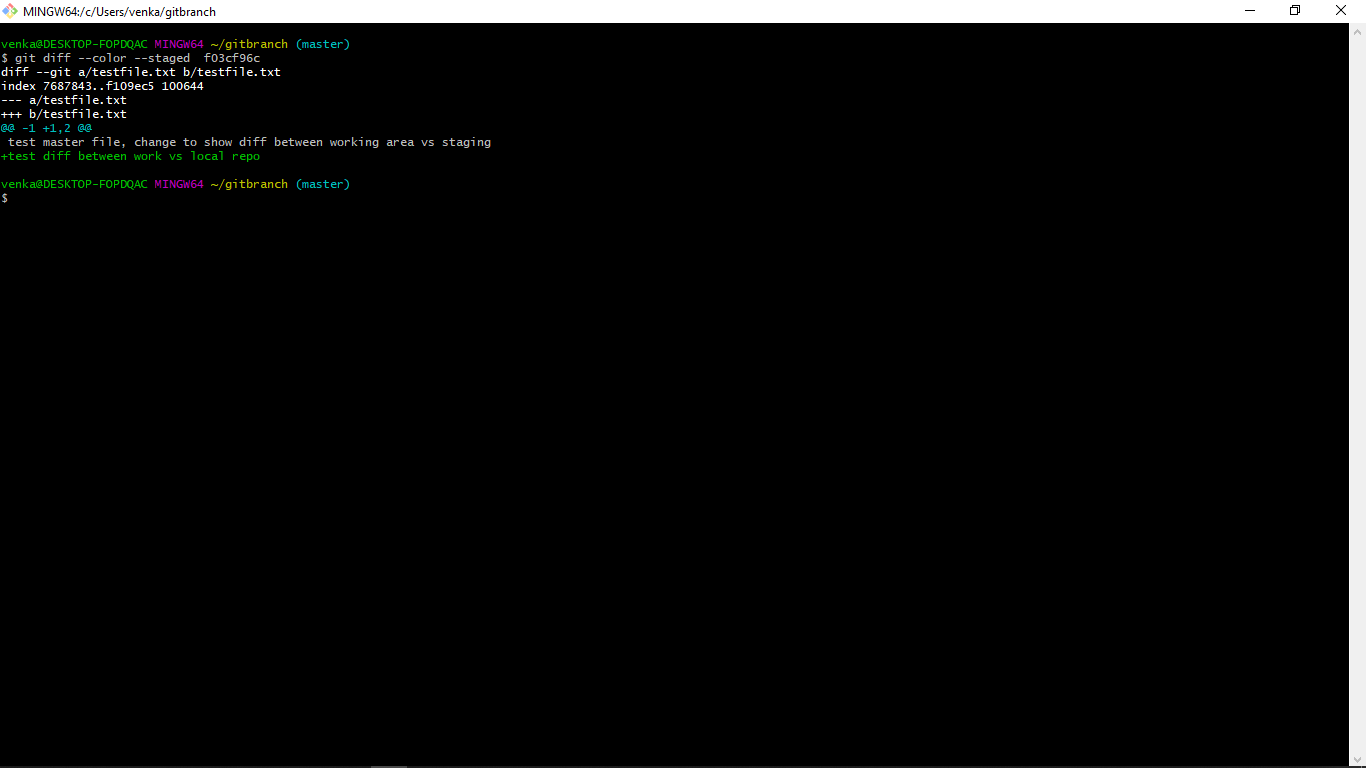 MINGW64:/c/Users/venka/gitbranch
venka@DESKTOP-FOPDQAC MINGW64 ~/gitbranch (master)
$ git diff --color --staged  f03cf96c
diff --git a/testfile.txt b/testfile.txt
index 7687843..f109ec5 100644
--- a/testfile.txt
+++ b/testfile.txt
@@ -1 +1,2 @@
 test master file, change to show diff between working area vs staging
+test diff between work vs local repo
venka@DESKTOP-FOPDQAC MINGW64 ~/gitbranch (master)
$